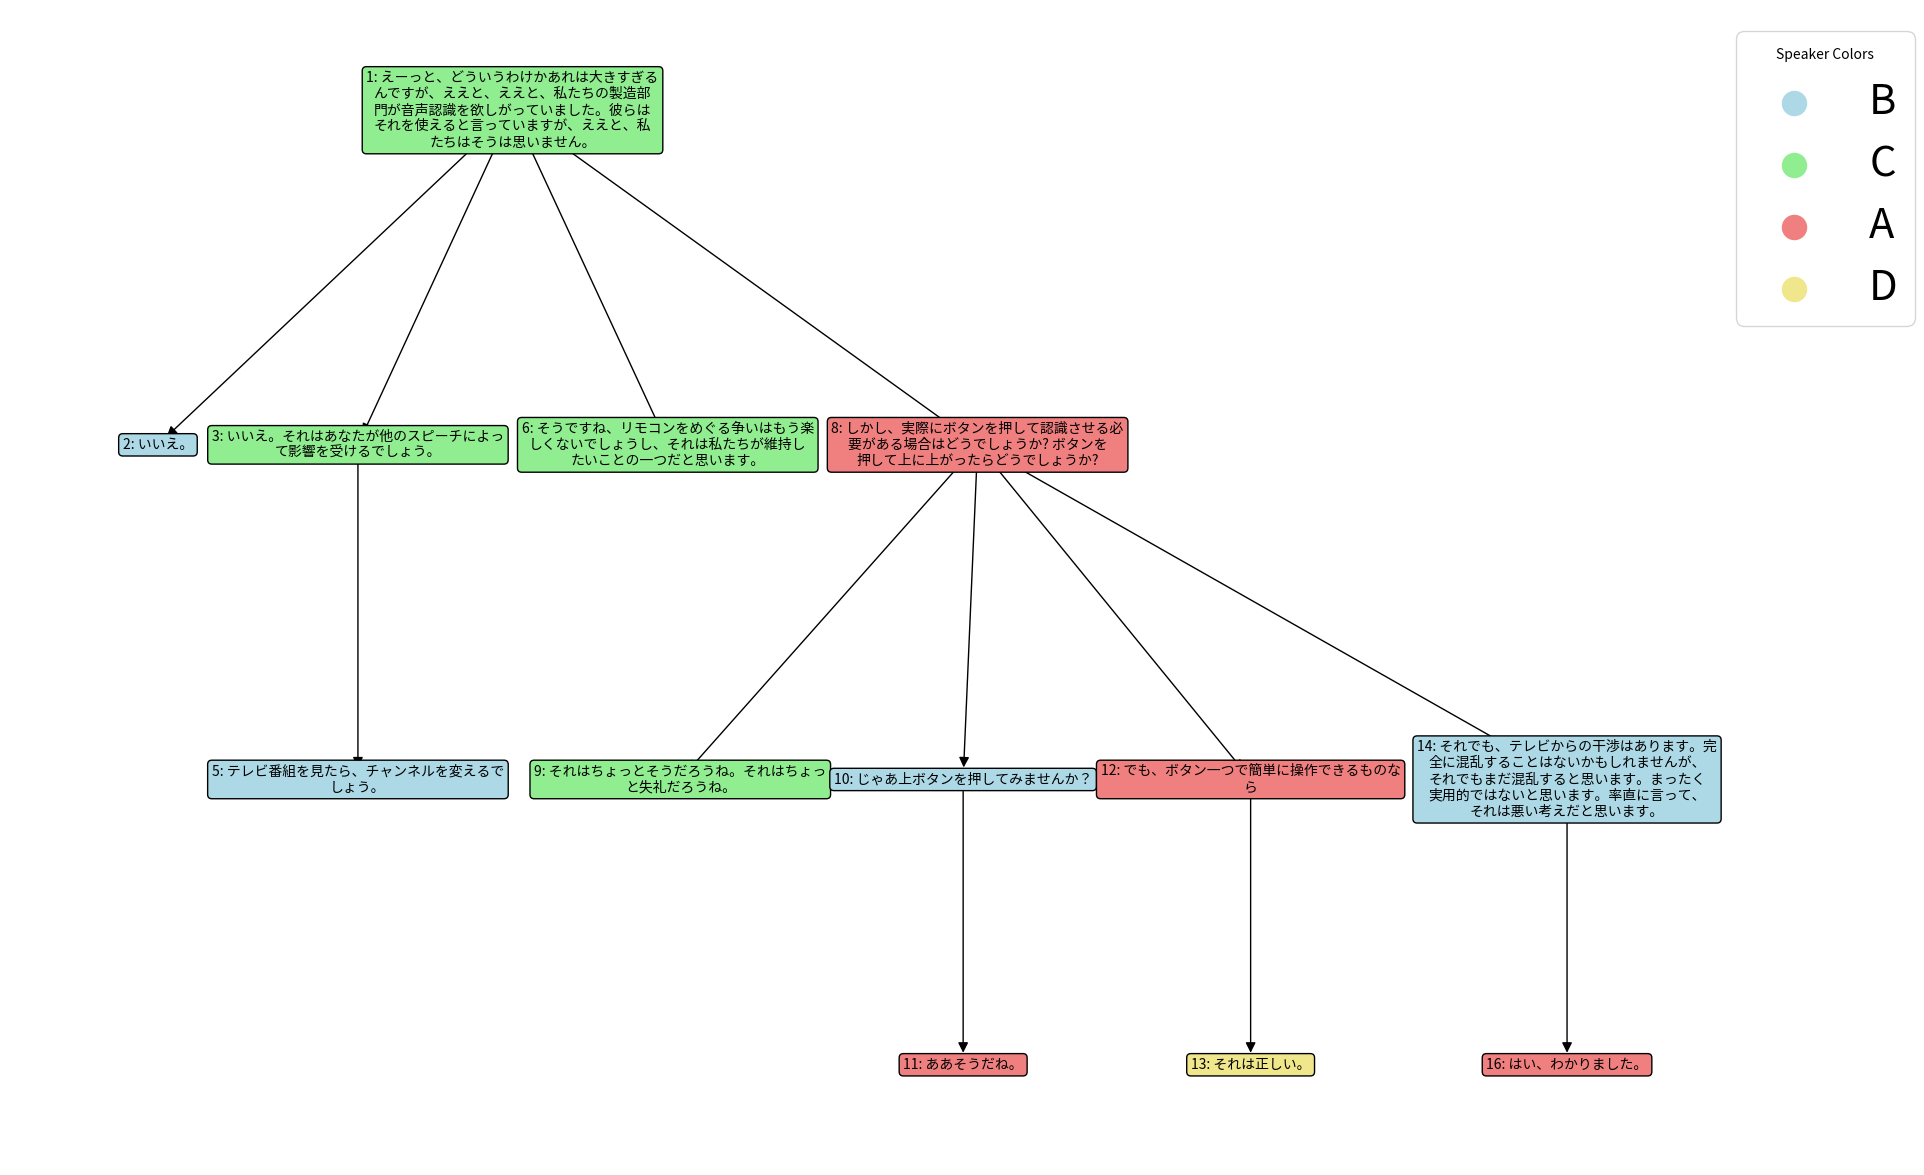 1: えーっと、どういうわけかあれは大きすぎる
んですが、ええと、ええと、私たちの製造部
門が音声認識を欲しがっていました。彼らは
それを使えると言っていますが、ええと、私
たちはそうは思いません。
Speaker Colors
B
C
A
D
2: いいえ。
3: いいえ。それはあなたが他のスピーチによっ
て影響を受けるでしょう。
6: そうですね、リモコンをめぐる争いはもう楽
しくないでしょうし、それは私たちが維持し
たいことの一つだと思います。
8: しかし、実際にボタンを押して認識させる必
要がある場合はどうでしょうか? ボタンを
押して上に上がったらどうでしょうか?
5: テレビ番組を見たら、チャンネルを変えるで
しょう。
9: それはちょっとそうだろうね。それはちょっ
と失礼だろうね。
10: じゃあ上ボタンを押してみませんか？
12: でも、ボタン一つで簡単に操作できるものな
ら
14: それでも、テレビからの干渉はあります。完
全に混乱することはないかもしれませんが、
それでもまだ混乱すると思います。まったく
実用的ではないと思います。率直に言って、
それは悪い考えだと思います。
11: ああそうだね。
13: それは正しい。
16: はい、わかりました。